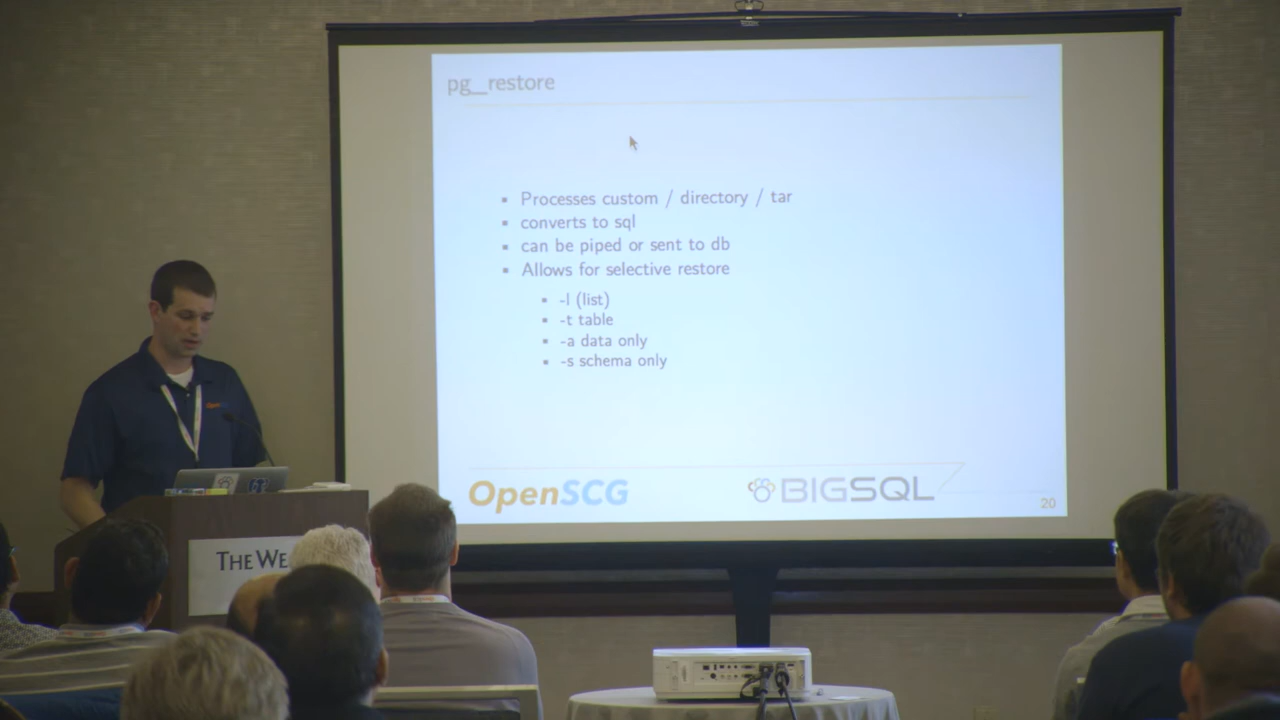 pg_restore
Processes custom / directory / tar
converts to sql
can be piped or sent to db
Allows for selective restore
-l (list)
-t table
-a data only
-s schema only
OpenSCG
BIGSQL
20
THE WE